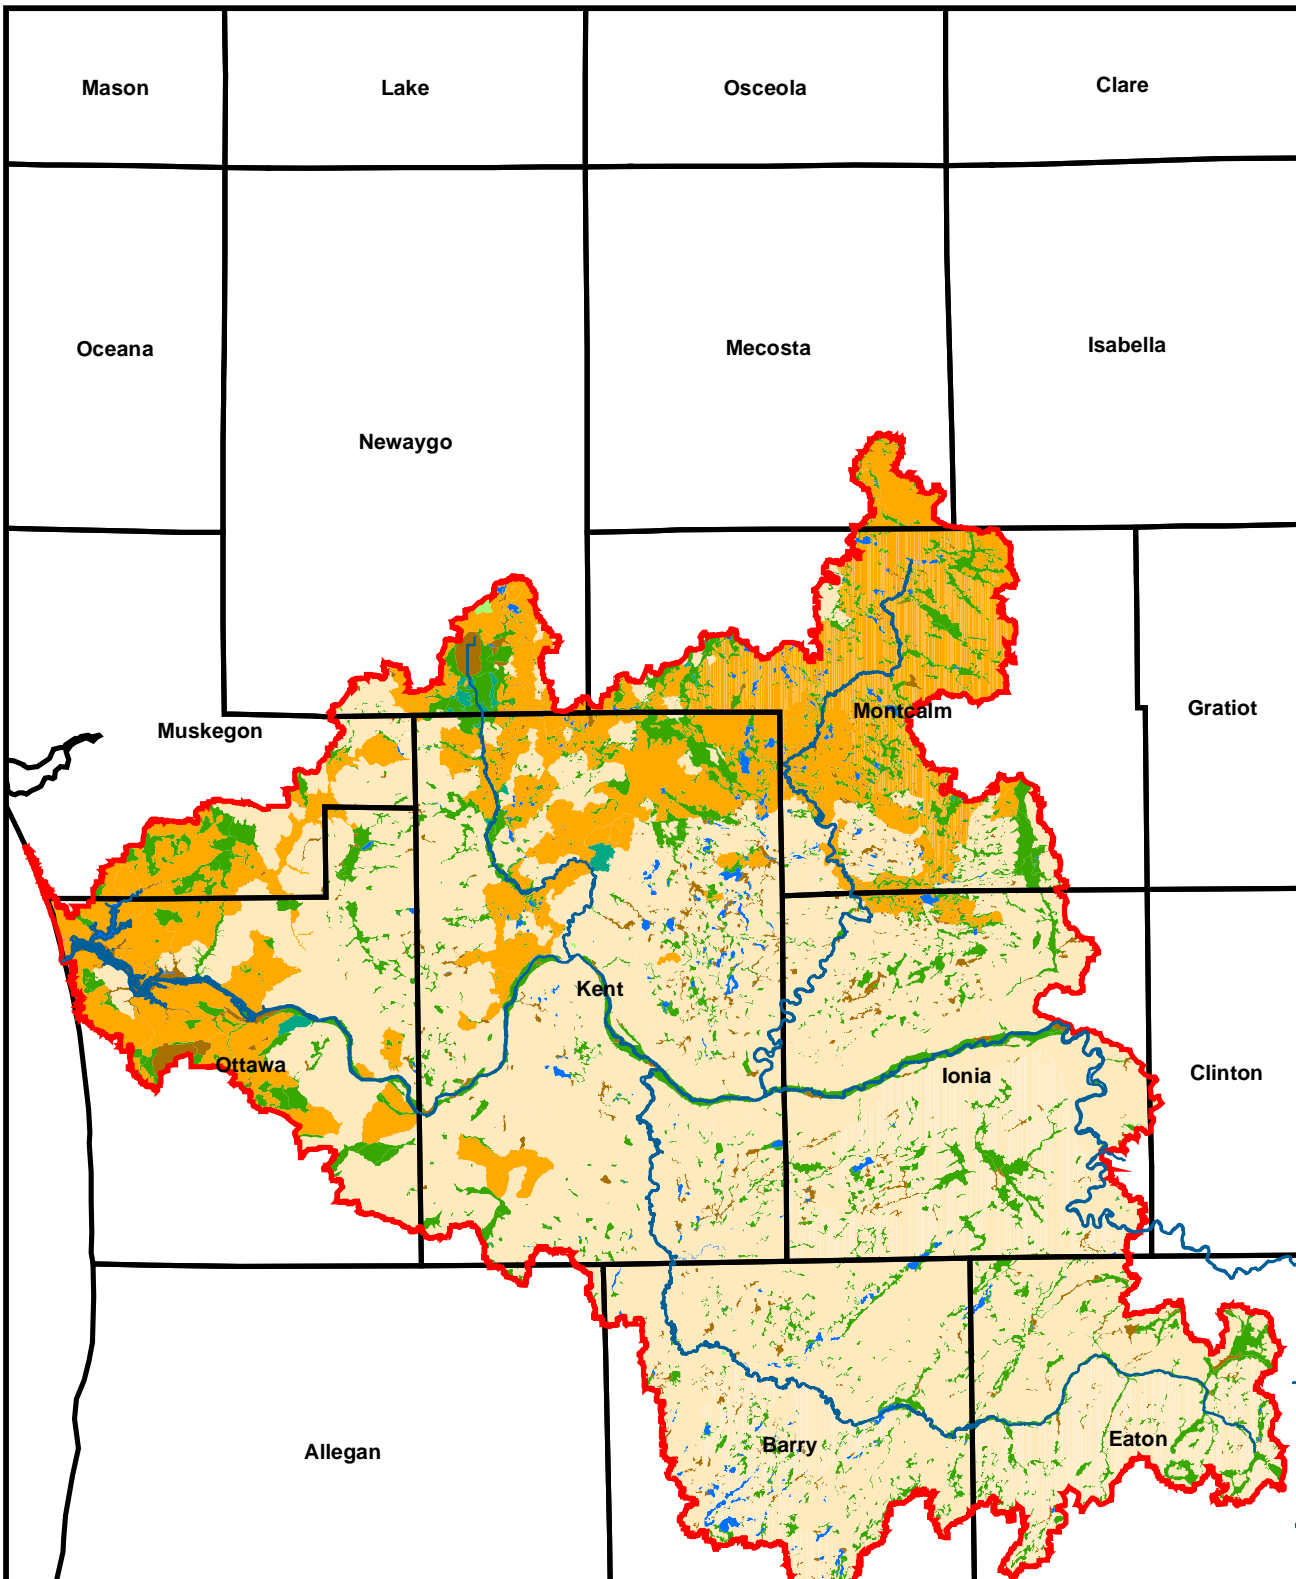 Mason
Lake
Osceola
Clare
Oceana
Mecosta
Isabella
Newaygo
Muskegon
Montcalm
Gratiot
Kent
Ottawa
Ionia
Clinton
Allegan
Barry
Eaton